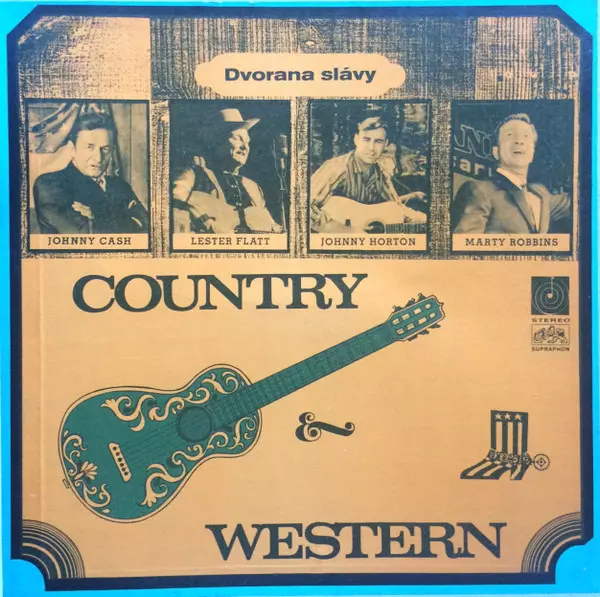 Dvorana slávy
JOHNNY CASH
LESTER FLATT
JOHNNY HORTON
MARTY ROBBINS
COUNTRY
STEREO
SUPRAPHON
&
WESTERN